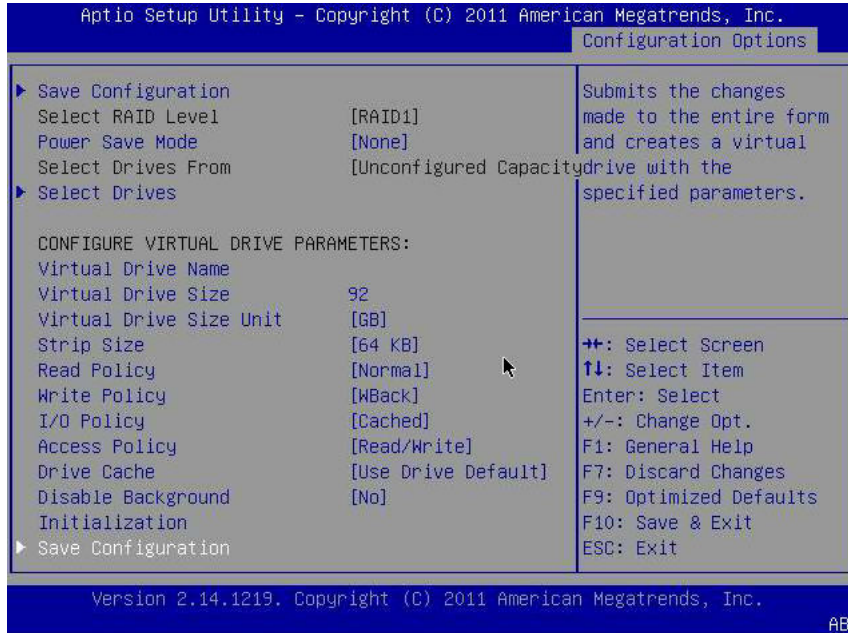 Aptio Setup Utility – Copyright (C) 2011 American Megatrends, Inc.
Configuration Options
Save Configuration
Select RAID Level [RAID1]
Power Save Mode [None]
Select Drives From [Unconfigured Capacity
Select Drives
CONFIGURE VIRTUAL DRIVE PARAMETERS:
Virtual Drive Name
Virtual Drive Size 92
Virtual Drive Size Unit [GB]
Strip Size [64 KB]
Read Policy [Normal]
Write Policy [WBack]
I/O Policy [Cached]
Access Policy [Read/Write]
Drive Cache [Use Drive Default]
Disable Background [No]
Initialization
Save Configuration
Submits the changes
made to the entire form
and creates a virtual
drive with the
specified parameters.
→←: Select Screen
↑↓: Select Item
Enter: Select
+/-: Change Opt.
F1: General Help
F7: Discard Changes
F9: Optimized Defaults
F10: Save & Exit
ESC: Exit
Version 2.14.1219. Copyright (C) 2011 American Megatrends, Inc.
AB